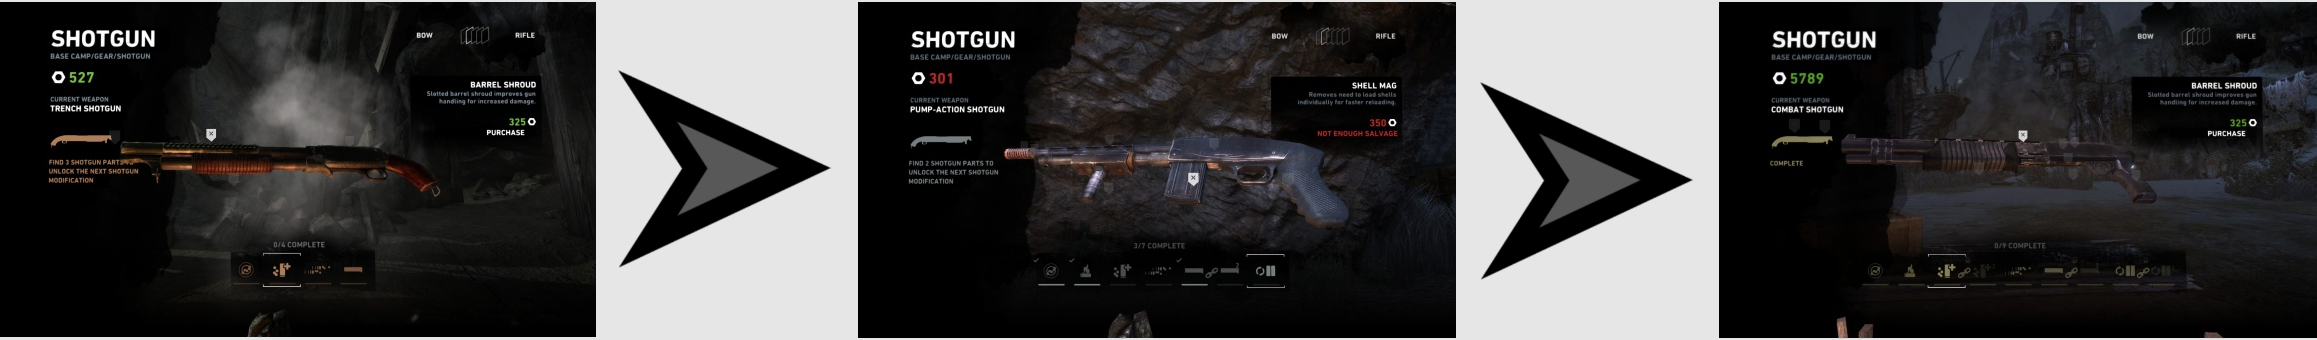 SHOTGUN
BASE CAMP/GEAR/SHOTGUN
527
CURRENT WEAPON
TRENCH SHOTGUN
FIND 3 SHOTGUN PARTS TO
UNLOCK THE NEXT SHOTGUN
MODIFICATION
BOW
RIFLE
BARREL SHROUD
Slotted barrel shroud improves gun
handling for increased damage.
325
PURCHASE
0/4 COMPLETE
SHOTGUN
BASE CAMP/GEAR/SHOTGUN
301
CURRENT WEAPON
PUMP-ACTION SHOTGUN
FIND 2 SHOTGUN PARTS TO
UNLOCK THE NEXT SHOTGUN
MODIFICATION
BOW
RIFLE
SHELL MAG
Removes need to load shells
individually for faster reloading.
350
NOT ENOUGH SALVAGE
3/7 COMPLETE
SHOTGUN
BASE CAMP/GEAR/SHOTGUN
5789
CURRENT WEAPON
COMBAT SHOTGUN
COMPLETE
BOW
RIFLE
BARREL SHROUD
Slotted barrel shroud improves gun
handling for increased damage.
325
PURCHASE
0/9 COMPLETE